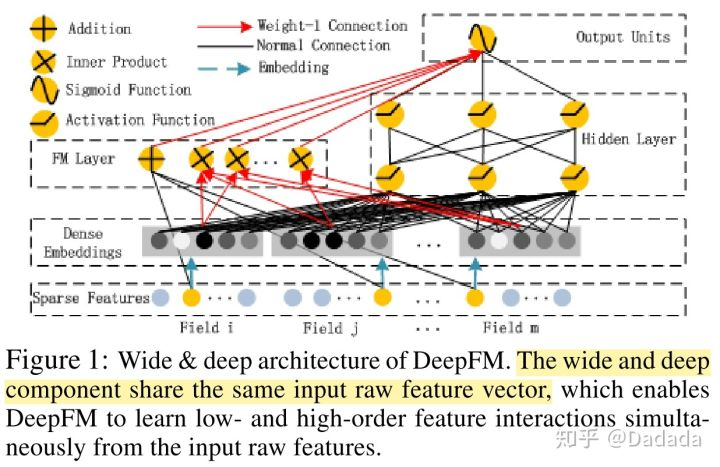 Addition
Inner Product
Sigmoid Function
Activation Function
Weight-1 Connection
Normal Connection
Embedding
Output Units
Hidden Layer
FM Layer
. . .
Dense
Embeddings
...
Sparse Features
... ... ... ...
Field i Field j ... Field m
Figure 1: Wide & deep architecture of DeepFM. The wide and deep
component share the same input raw feature vector, which enables
DeepFM to learn low- and high-order feature interactions simulta-
neously from the input raw features.
知乎 @Dadada